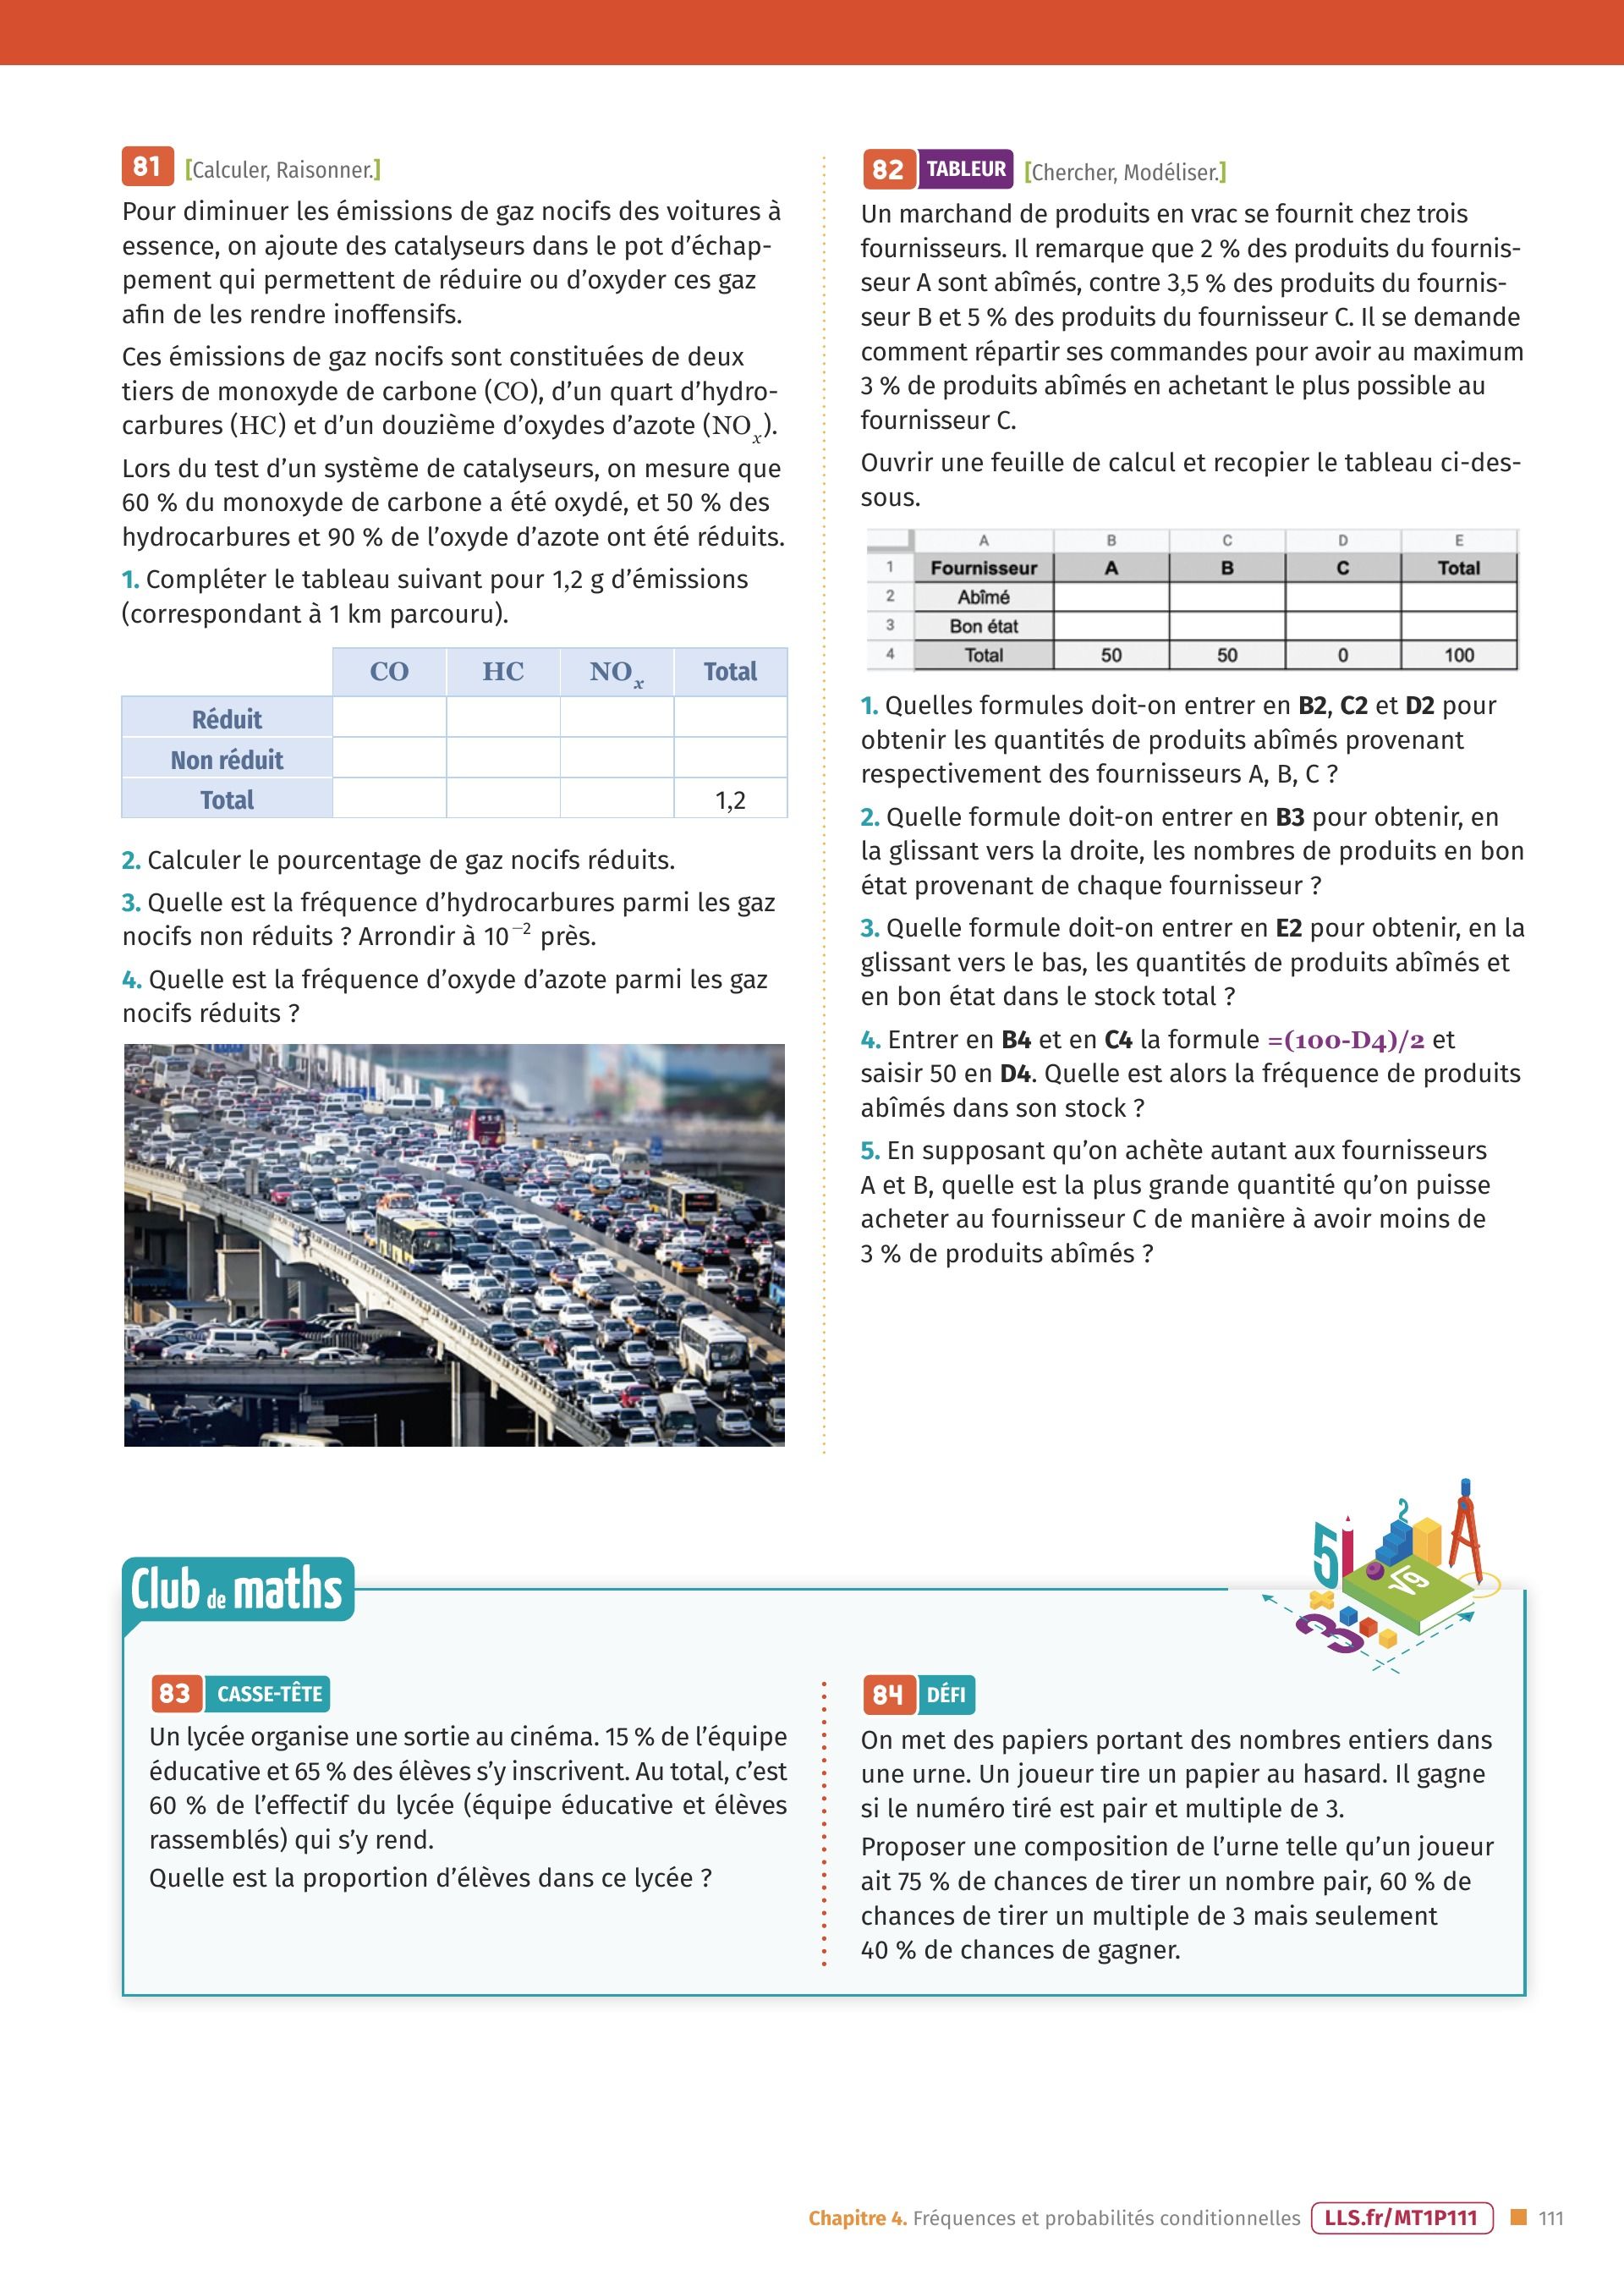 81 [Calculer, Raisonner.]
Pour diminuer les émissions de gaz nocifs des voitures à
essence, on ajoute des catalyseurs dans le pot d'échap-
pement qui permettent de réduire ou d'oxyder ces gaz
afin de les rendre inoffensifs.
Ces émissions de gaz nocifs sont constituées de deux
tiers de monoxyde de carbone (CO), d'un quart d'hydro-
carbures (HC) et d'un douzième d'oxydes d'azote (NOₓ).
Lors du test d'un système de catalyseurs, on mesure que
60 % du monoxyde de carbone a été oxydé, et 50 % des
hydrocarbures et 90 % de l'oxyde d'azote ont été réduits.
1. Compléter le tableau suivant pour 1,2 g d'émissions
(correspondant à 1 km parcouru).
CO HC NOₓ Total
Réduit
Non réduit
Total 1,2
2. Calculer le pourcentage de gaz nocifs réduits.
3. Quelle est la fréquence d'hydrocarbures parmi les gaz
nocifs non réduits ? Arrondir à 10⁻² près.
4. Quelle est la fréquence d'oxyde d'azote parmi les gaz
nocifs réduits ?
82 TABLEUR [Chercher, Modéliser.]
Un marchand de produits en vrac se fournit chez trois
fournisseurs. Il remarque que 2 % des produits du fournis-
seur A sont abîmés, contre 3,5 % des produits du fournis-
seur B et 5 % des produits du fournisseur C. Il se demande
comment répartir ses commandes pour avoir au maximum
3 % de produits abîmés en achetant le plus possible au
fournisseur C.
Ouvrir une feuille de calcul et recopier le tableau ci-des-
sous.
A B C D E
1 Fournisseur A B C Total
2 Abîmé
3 Bon état
4 Total 50 50 0 100
1. Quelles formules doit-on entrer en B2, C2 et D2 pour
obtenir les quantités de produits abîmés provenant
respectivement des fournisseurs A, B, C ?
2. Quelle formule doit-on entrer en B3 pour obtenir, en
la glissant vers la droite, les nombres de produits en bon
état provenant de chaque fournisseur ?
3. Quelle formule doit-on entrer en E2 pour obtenir, en la
glissant vers le bas, les quantités de produits abîmés et
en bon état dans le stock total ?
4. Entrer en B4 et en C4 la formule =(100-D4)/2 et
saisir 50 en D4. Quelle est alors la fréquence de produits
abîmés dans son stock ?
5. En supposant qu'on achète autant aux fournisseurs
A et B, quelle est la plus grande quantité qu'on puisse
acheter au fournisseur C de manière à avoir moins de
3 % de produits abîmés ?
5 2
√9
3
Club de maths
83 CASSE-TÊTE
Un lycée organise une sortie au cinéma. 15 % de l'équipe
éducative et 65 % des élèves s'y inscrivent. Au total, c'est
60 % de l'effectif du lycée (équipe éducative et élèves
rassemblés) qui s'y rend.
Quelle est la proportion d'élèves dans ce lycée ?
84 DÉFI
On met des papiers portant des nombres entiers dans
une urne. Un joueur tire un papier au hasard. Il gagne
si le numéro tiré est pair et multiple de 3.
Proposer une composition de l'urne telle qu'un joueur
ait 75 % de chances de tirer un nombre pair, 60 % de
chances de tirer un multiple de 3 mais seulement
40 % de chances de gagner.
Chapitre 4. Fréquences et probabilités conditionnelles LLS.fr/MT1P111 111